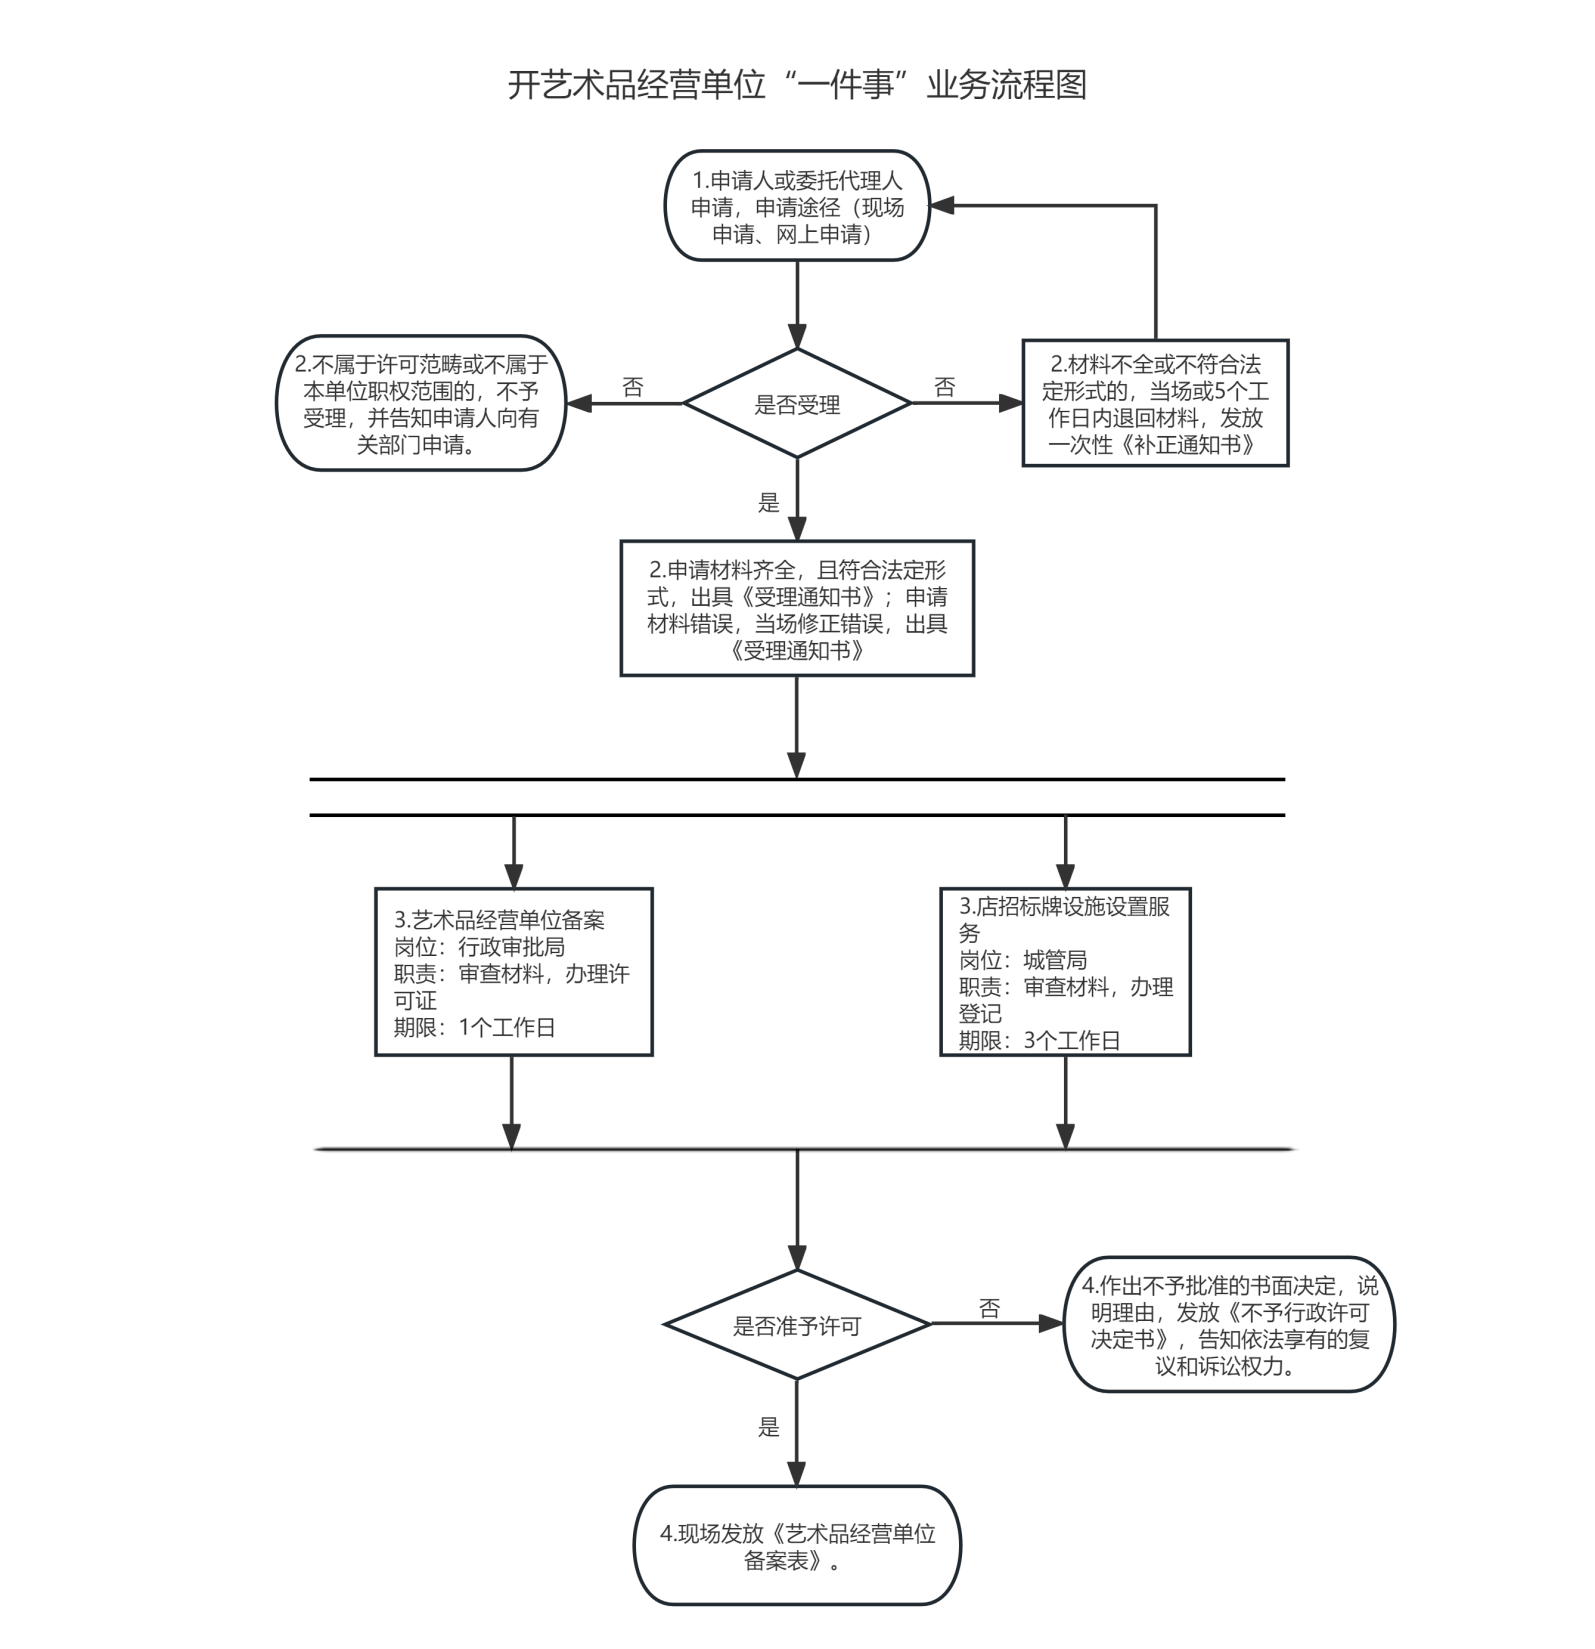 开艺术品经营单位“一件事”业务流程图
1.申请人或委托代理人
申请，申请途径（现场
申请、网上申请）
2.不属于许可范畴或不属于
本单位职权范围的，不予
受理，并告知申请人向有
关部门申请。
否
是否受理
否
2.材料不全或不符合法
定形式的，当场或5个工
作日内退回材料，发放
一次性《补正通知书》
是
2.申请材料齐全，且符合法定形
式，出具《受理通知书》；申请
材料错误，当场修正错误，出具
《受理通知书》
3.艺术品经营单位备案
岗位：行政审批局
职责：审查材料，办理许
可证
期限：1个工作日
3.店招标牌设施设置服
务
岗位：城管局
职责：审查材料，办理
登记
期限：3个工作日
是否准予许可
否
4.作出不予批准的书面决定，说
明理由，发放《不予行政许可
决定书》，告知依法享有的复
议和诉讼权力。
是
4.现场发放《艺术品经营单位
备案表》。